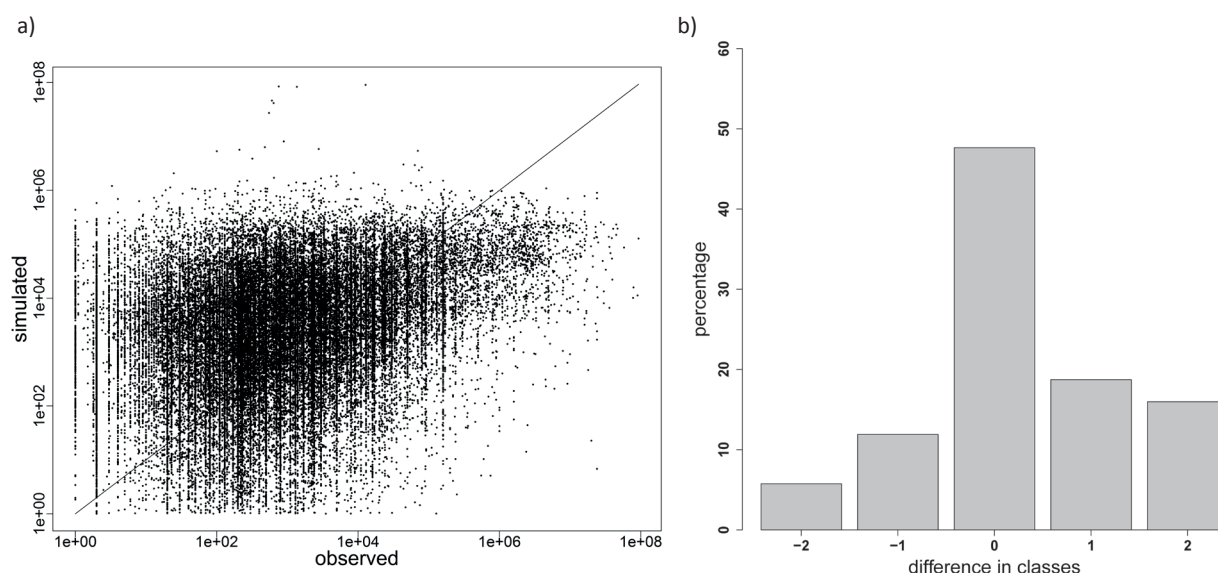 a)
1e+08
1e+06
1e+04
1e+02
1e+00
simulated
1e+00 1e+02 1e+04 1e+06 1e+08
observed
b)
60
50
40
30
20
10
0
percentage
−2 −1 0 1 2
difference in classes